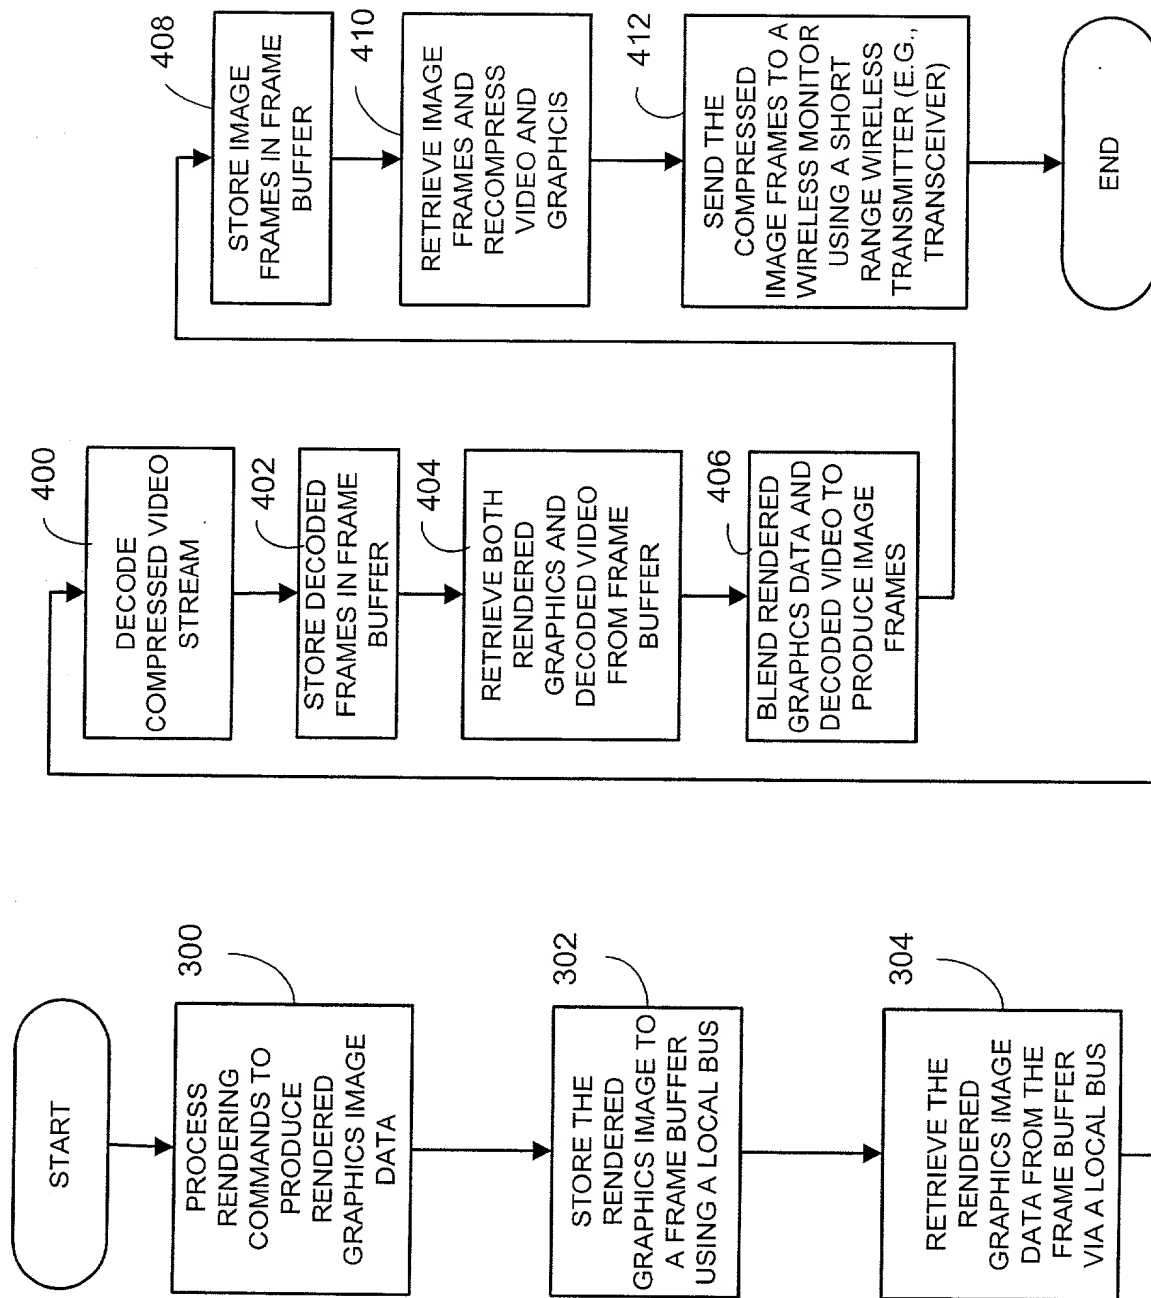 START
300
PROCESS
RENDERING
COMMANDS TO
PRODUCE
RENDERED
GRAPHICS IMAGE
DATA
302
STORE THE
RENDERED
GRAPHICS IMAGE TO
A FRAME BUFFER
USING A LOCAL BUS
304
RETRIEVE THE
RENDERED
GRAPHICS IMAGE
DATA FROM THE
FRAME BUFFER
VIA A LOCAL BUS
400
DECODE
COMPRESSED VIDEO
STREAM
402
STORE DECODED
FRAMES IN FRAME
BUFFER
404
RETRIEVE BOTH
RENDERED
GRAPHICS AND
DECODED VIDEO
FROM FRAME
BUFFER
406
BLEND RENDERED
GRAPHCS DATA AND
DECODED VIDEO TO
PRODUCE IMAGE
FRAMES
408
STORE IMAGE
FRAMES IN FRAME
BUFFER
410
RETRIEVE IMAGE
FRAMES AND
RECOMPRESS
VIDEO AND
GRAPHCIS
412
SEND THE
COMPRESSED
IMAGE FRAMES TO A
WIRELESS MONITOR
USING A SHORT
RANGE WIRELESS
TRANSMITTER (E.G.,
TRANSCEIVER)
END